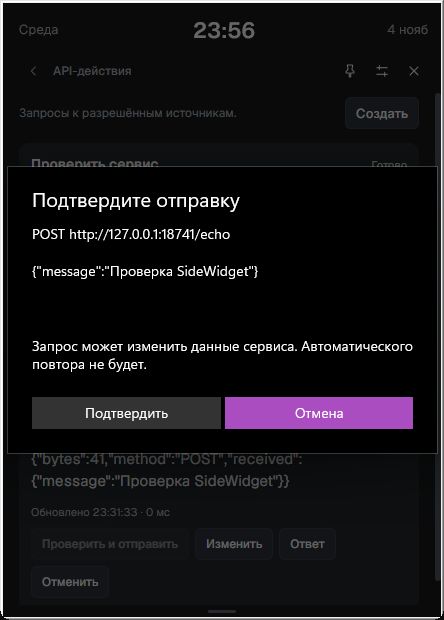 Среда 23:56 4 нояб
API-действия
Запросы к разрешённым источникам. Создать
Проверить сервис Готово
Подтвердите отправку
POST http://127.0.0.1:18741/echo
{"message":"Проверка SideWidget"}
Запрос может изменить данные сервиса. Автоматического
повтора не будет.
Подтвердить Отмена
{"bytes":41,"method":"POST","received":
{"message":"Проверка SideWidget"}}
Обновлено 23:31:33 · 0 мс
Проверить и отправить Изменить Ответ
Отменить